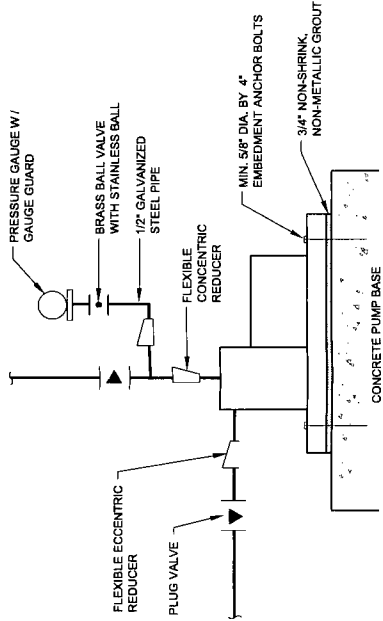 PRESSURE GAUGE W/
GAUGE GUARD
BRASS BALL VALVE
WITH STAINLESS BALL
1/2" GALVANIZED
STEEL PIPE
FLEXIBLE
CONCENTRIC
REDUCER
MIN. 5/8" DIA. BY 4"
EMBEDMENT ANCHOR BOLTS
3/4" NON-SHRINK,
NON-METALLIC GROUT
FLEXIBLE ECCENTRIC
REDUCER
PLUG VALVE
CONCRETE PUMP BASE